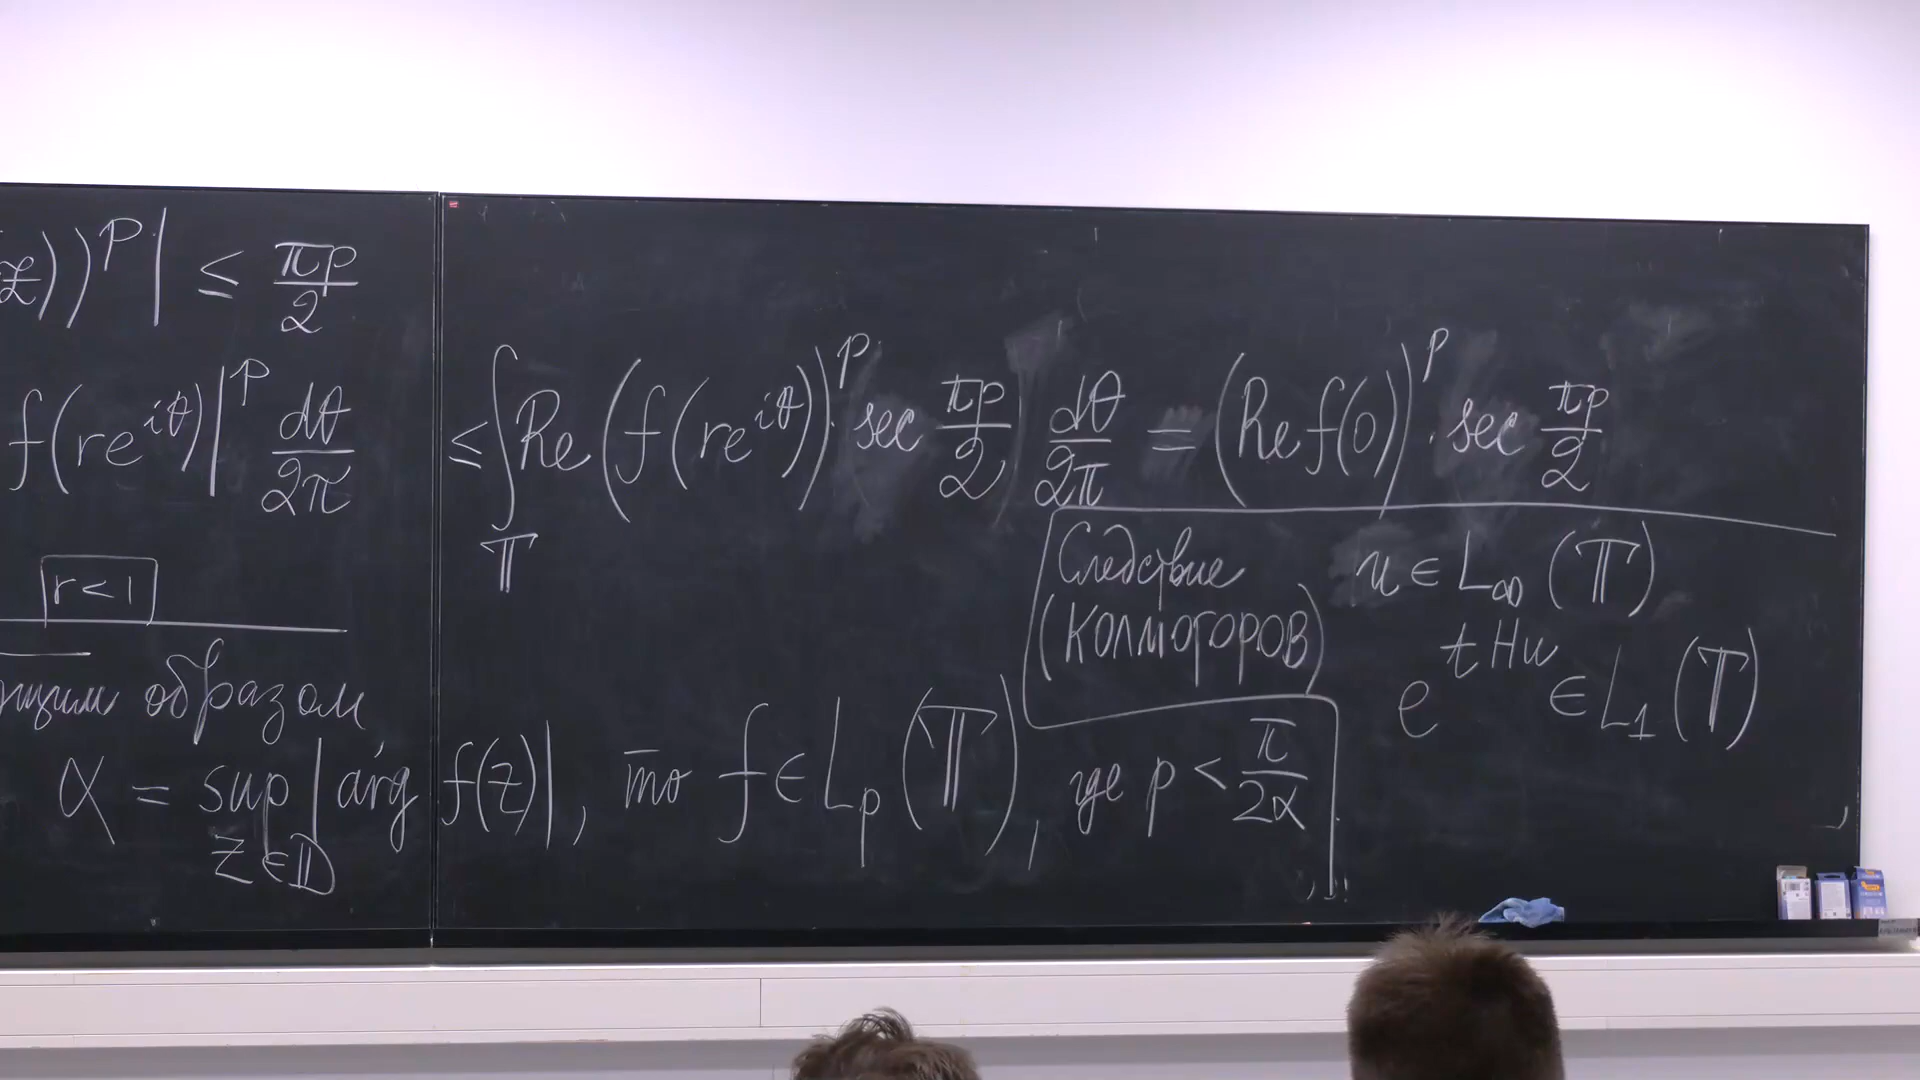 z))^p| ≤ πp/2
f(re^{iθ})|^p dθ/2π ≤ ∫_𝕋 Re(f(re^{iθ}))^p · sec πp/2 dθ/2π = (Re f(0))^p · sec πp/2
r<1
Следствие
(Колмогоров)
u ∈ L_∞(𝕋)
e^{tHu} ∈ L_1(𝕋)
образом
α = sup_{z∈𝔻} |arg f(z)|, то f ∈ L_p(𝕋), где p < π/2α